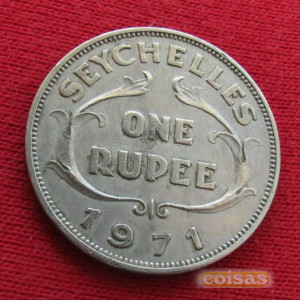 SEYCHELLES
ONE
RUPEE
1971
coisas